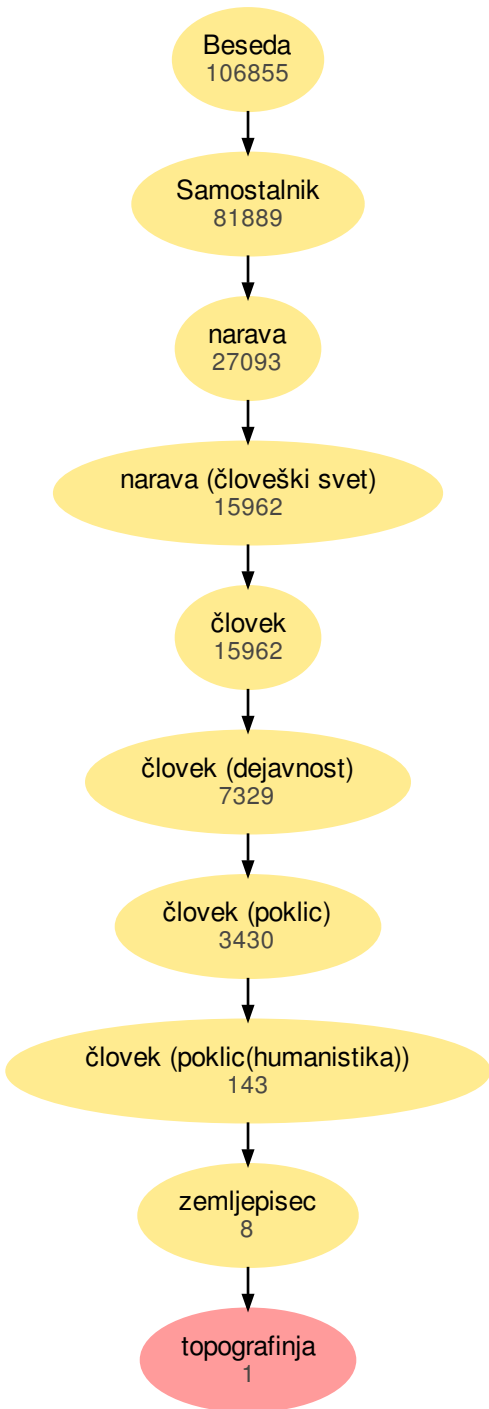 Beseda
106855
Samostalnik
81889
narava
27093
narava (človeški svet)
15962
človek
15962
človek (dejavnost)
7329
človek (poklic)
3430
človek (poklic(humanistika))
143
zemljepisec
8
topografinja
1